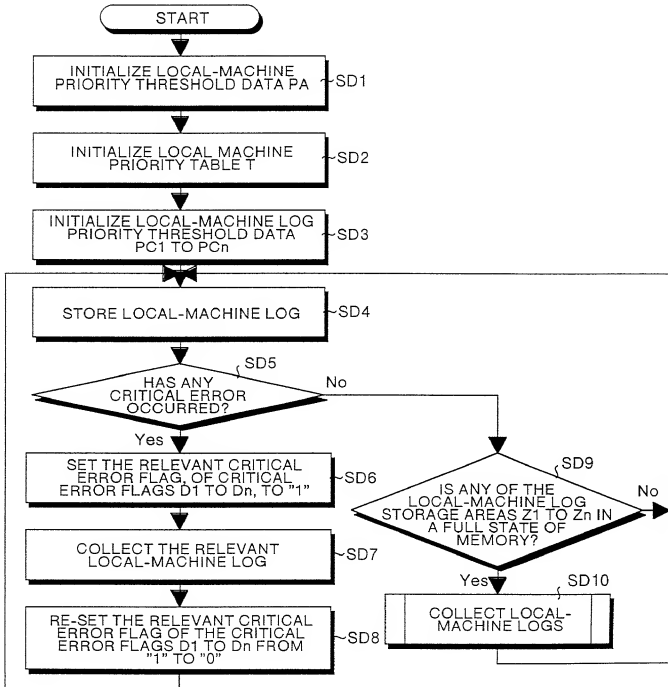 START
INITIALIZE LOCAL-MACHINE
PRIORITY THRESHOLD DATA PA
SD1
INITIALIZE LOCAL MACHINE
PRIORITY TABLE T
SD2
INITIALIZE LOCAL-MACHINE LOG
PRIORITY THRESHOLD DATA
PC1 TO PCn
SD3
STORE LOCAL-MACHINE LOG
SD4
SD5
HAS ANY
CRITICAL ERROR
OCCURRED?
No
Yes
SET THE RELEVANT CRITICAL
ERROR FLAG, OF CRITICAL
ERROR FLAGS D1 TO Dn, TO "1"
SD6
COLLECT THE RELEVANT
LOCAL-MACHINE LOG
SD7
RE-SET THE RELEVANT CRITICAL
ERROR FLAG OF THE CRITICAL
ERROR FLAGS D1 TO Dn FROM
"1" TO "0"
SD8
SD9
IS ANY OF THE
LOCAL-MACHINE LOG
STORAGE AREAS Z1 TO Zn IN
A FULL STATE OF
MEMORY?
No
Yes
SD10
COLLECT LOCAL-
MACHINE LOGS